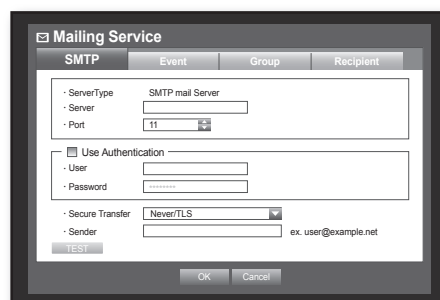 Mailing Service
SMTP Event Group Recipient
· ServerType SMTP mail Server
· Server
· Port 11
Use Authentication
· User
· Password ********
· Secure Transfer Never/TLS
· Sender ex. user@example.net
TEST
OK Cancel